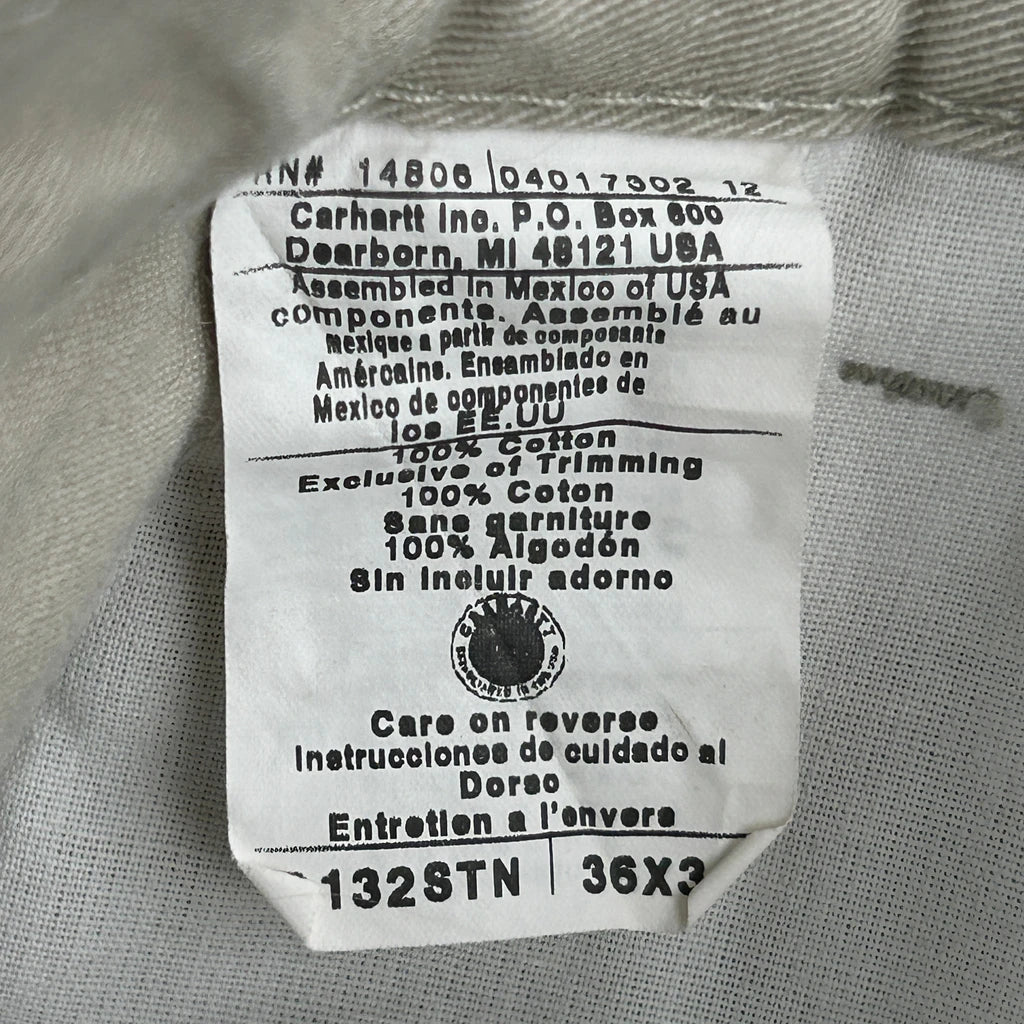 RN# 14806 | 04017302 12
Carhartt Inc. P.O. Box 600
Dearborn, MI 48121 USA
Assembled in Mexico of USA
components. Assemblé au
Mexique a partir de composants
Amércains. Ensamblado en
Mexico de componentes de
los EE.UU
100% Cotton
Exclusive of Trimming
100% Coton
Sans garniture
100% Algodón
Sin incluir adorno
CARHARTT
Care on reverse
Instrucciones de cuidado al
Dorso
Entretien a l'envers
132STN | 36X3